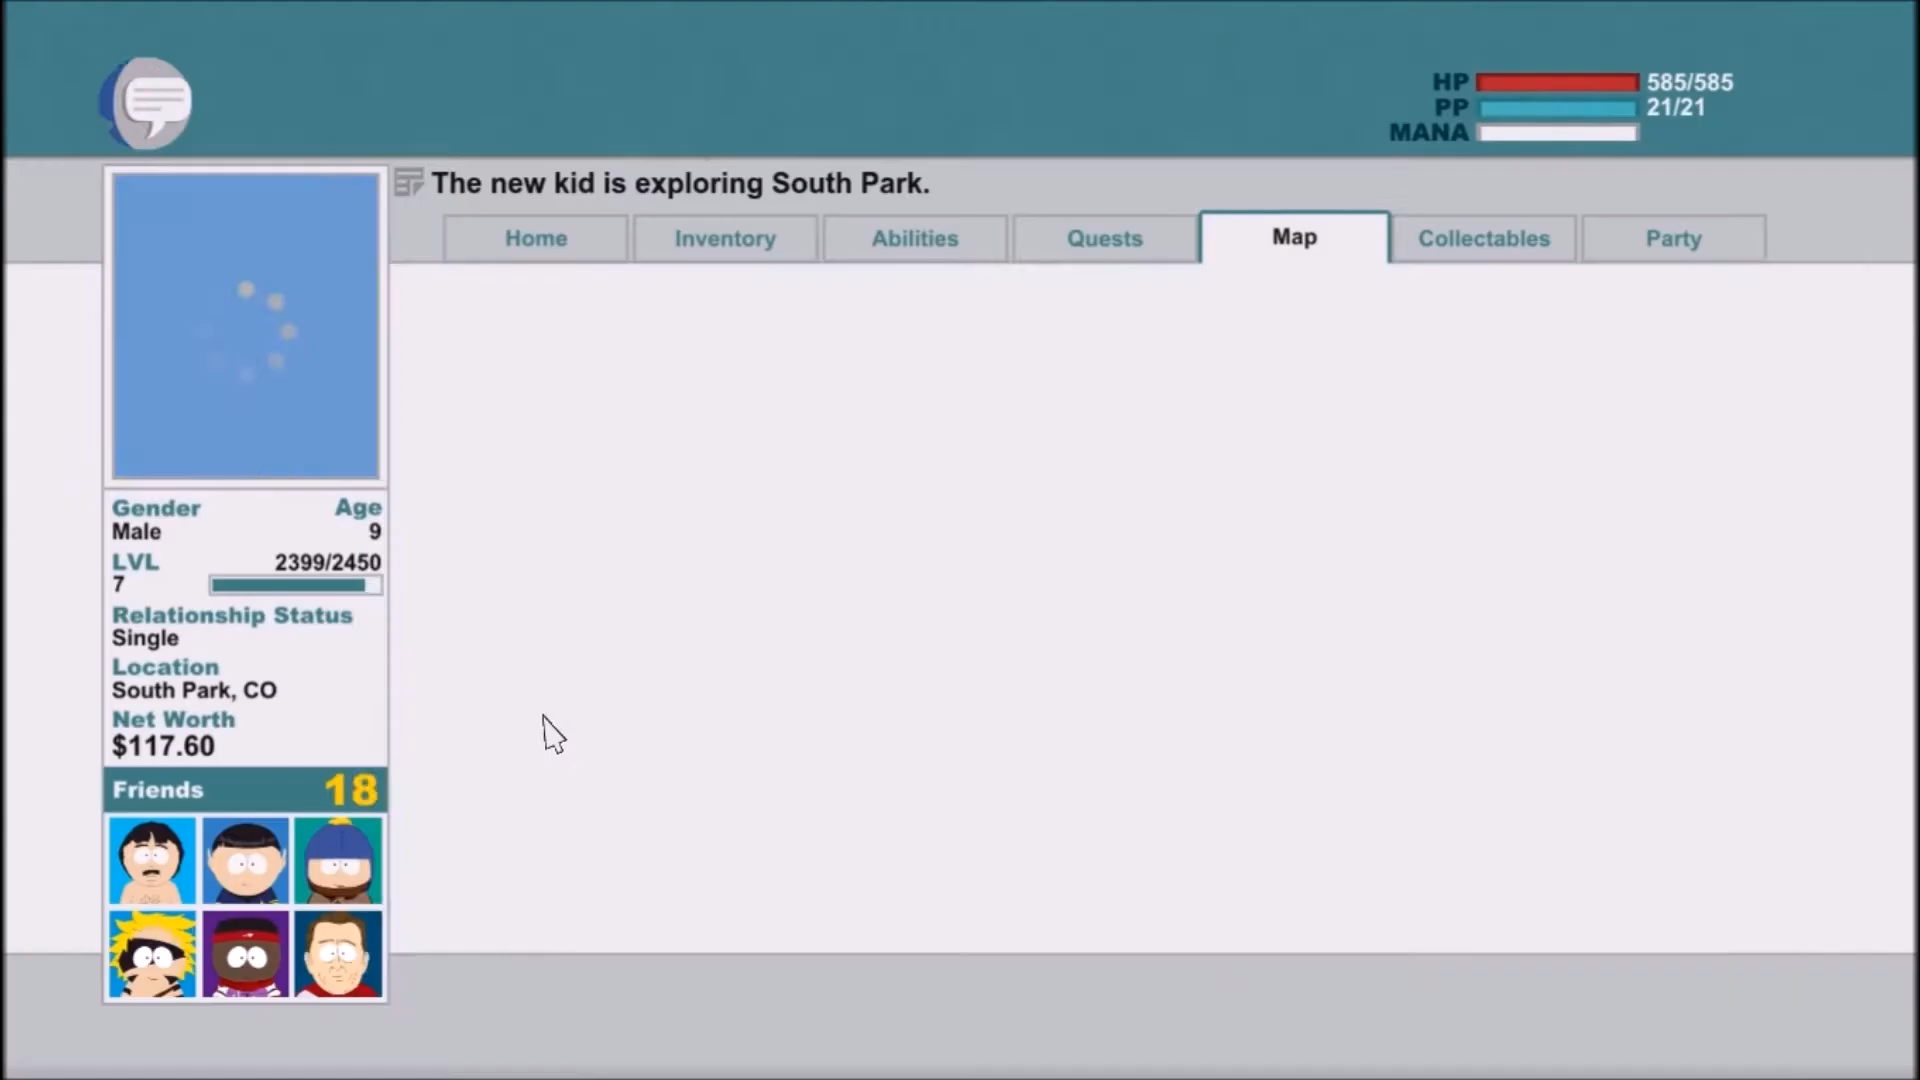 HP 585/585
PP 21/21
MANA
The new kid is exploring South Park.
Home Inventory Abilities Quests Map Collectables Party
Gender Age
Male 9
LVL 2399/2450
7
Relationship Status
Single
Location
South Park, CO
Net Worth
$117.60
Friends 18